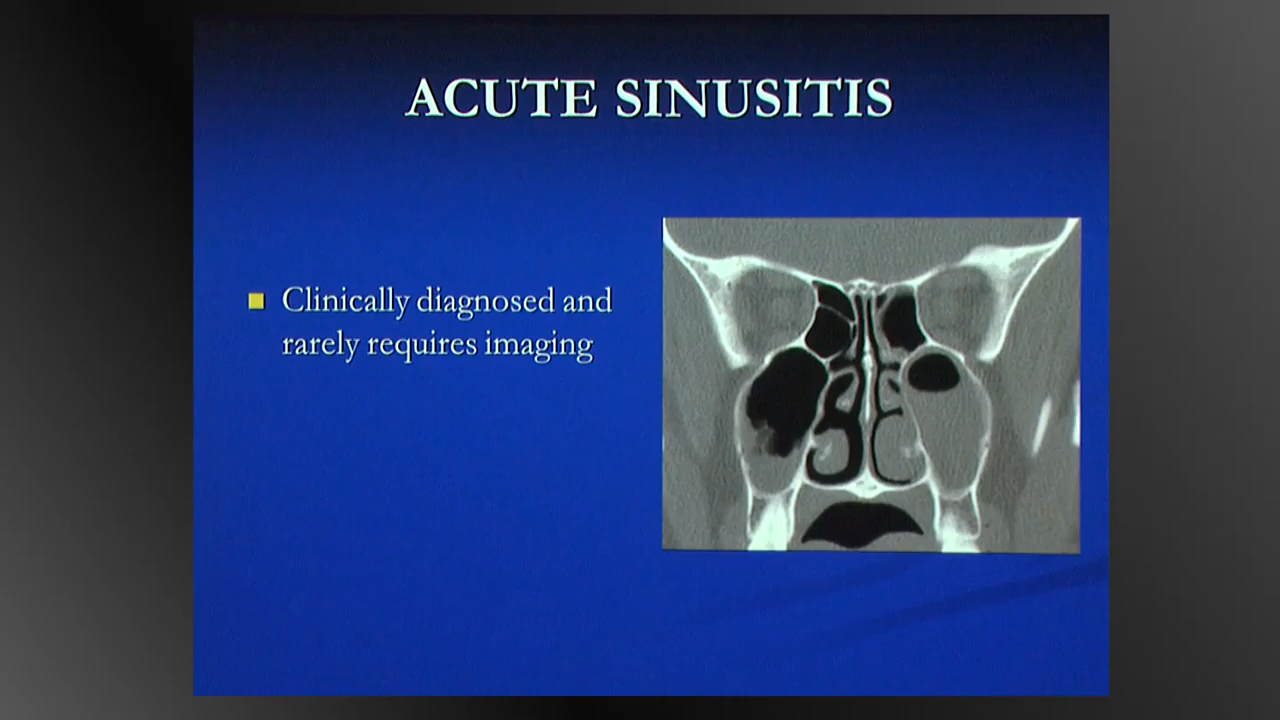 ACUTE SINUSITIS
Clinically diagnosed and
rarely requires imaging